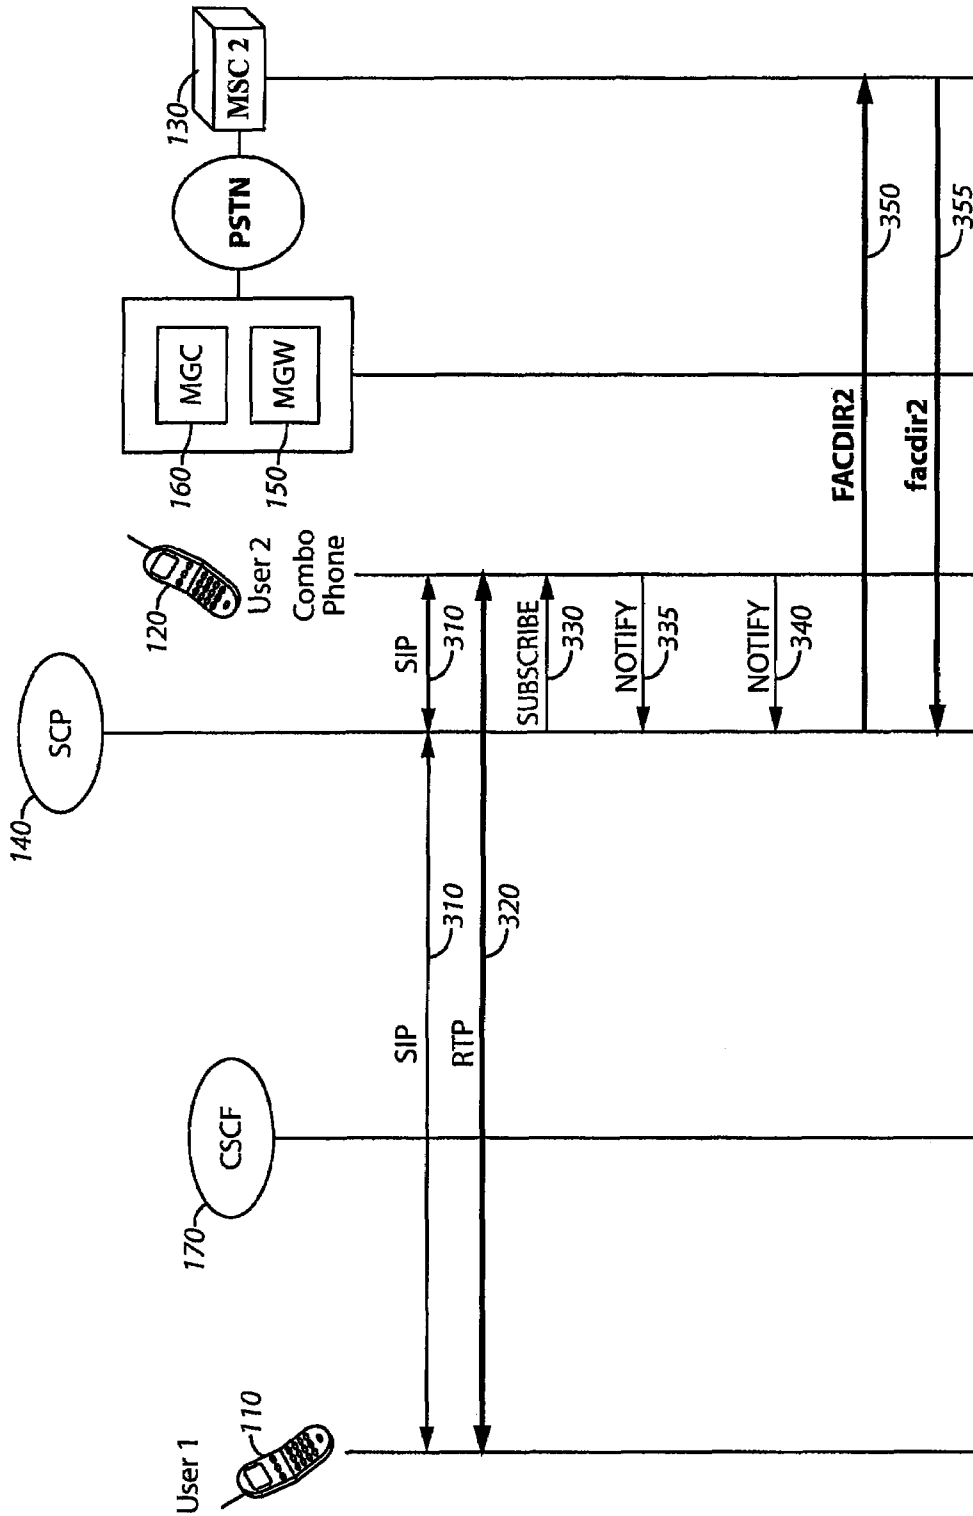 User 1
110
170
CSCF
140
SCP
120
User 2
Combo
Phone
160
MGC
150
MGW
PSTN
130
MSC 2
SIP
310
SIP
310
RTP
320
SUBSCRIBE
330
NOTIFY
335
NOTIFY
340
FACDIR2
350
facdir2
355